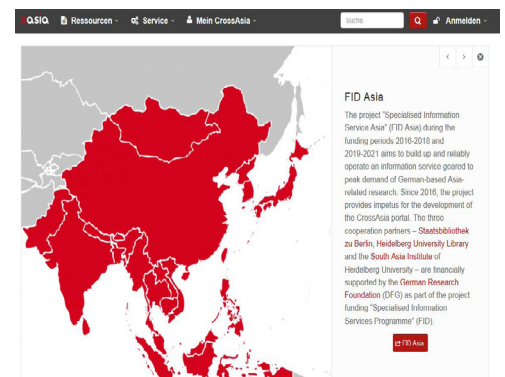 asia Ressourcen Service Mein CrossAsia Suche Anmelden
FID Asia
The project "Specialised Information
Service Asia" (FID Asia) during the
funding periods 2016-2018 and
2019-2021 aims to build up and reliably
operate an information service geared to
peak demand of German-based Asia-
related research. Since 2016, the project
provides impetus for the development of
the CrossAsia portal. The three
cooperation partners – Staatsbibliothek
zu Berlin, Heidelberg University Library
and the South Asia Institute of
Heidelberg University – are financially
supported by the German Research
Foundation (DFG) as part of the project
funding "Specialised Information
Services Programme" (FID).
FID Asia